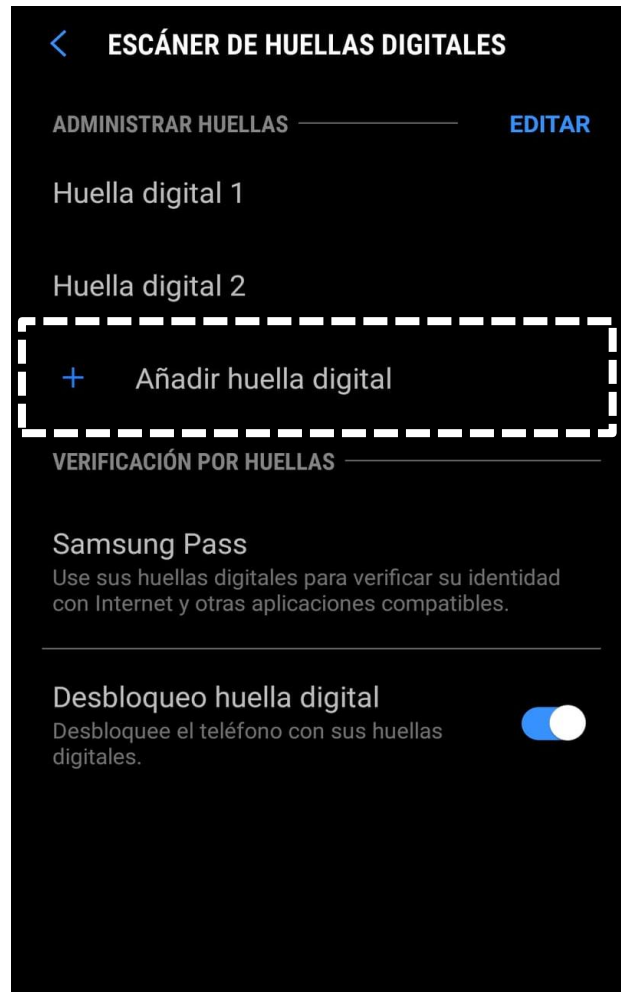 ESCÁNER DE HUELLAS DIGITALES
ADMINISTRAR HUELLAS
EDITAR
Huella digital 1
Huella digital 2
+ Añadir huella digital
VERIFICACIÓN POR HUELLAS
Samsung Pass
Use sus huellas digitales para verificar su identidad
con Internet y otras aplicaciones compatibles.
Desbloqueo huella digital
Desbloquee el teléfono con sus huellas
digitales.